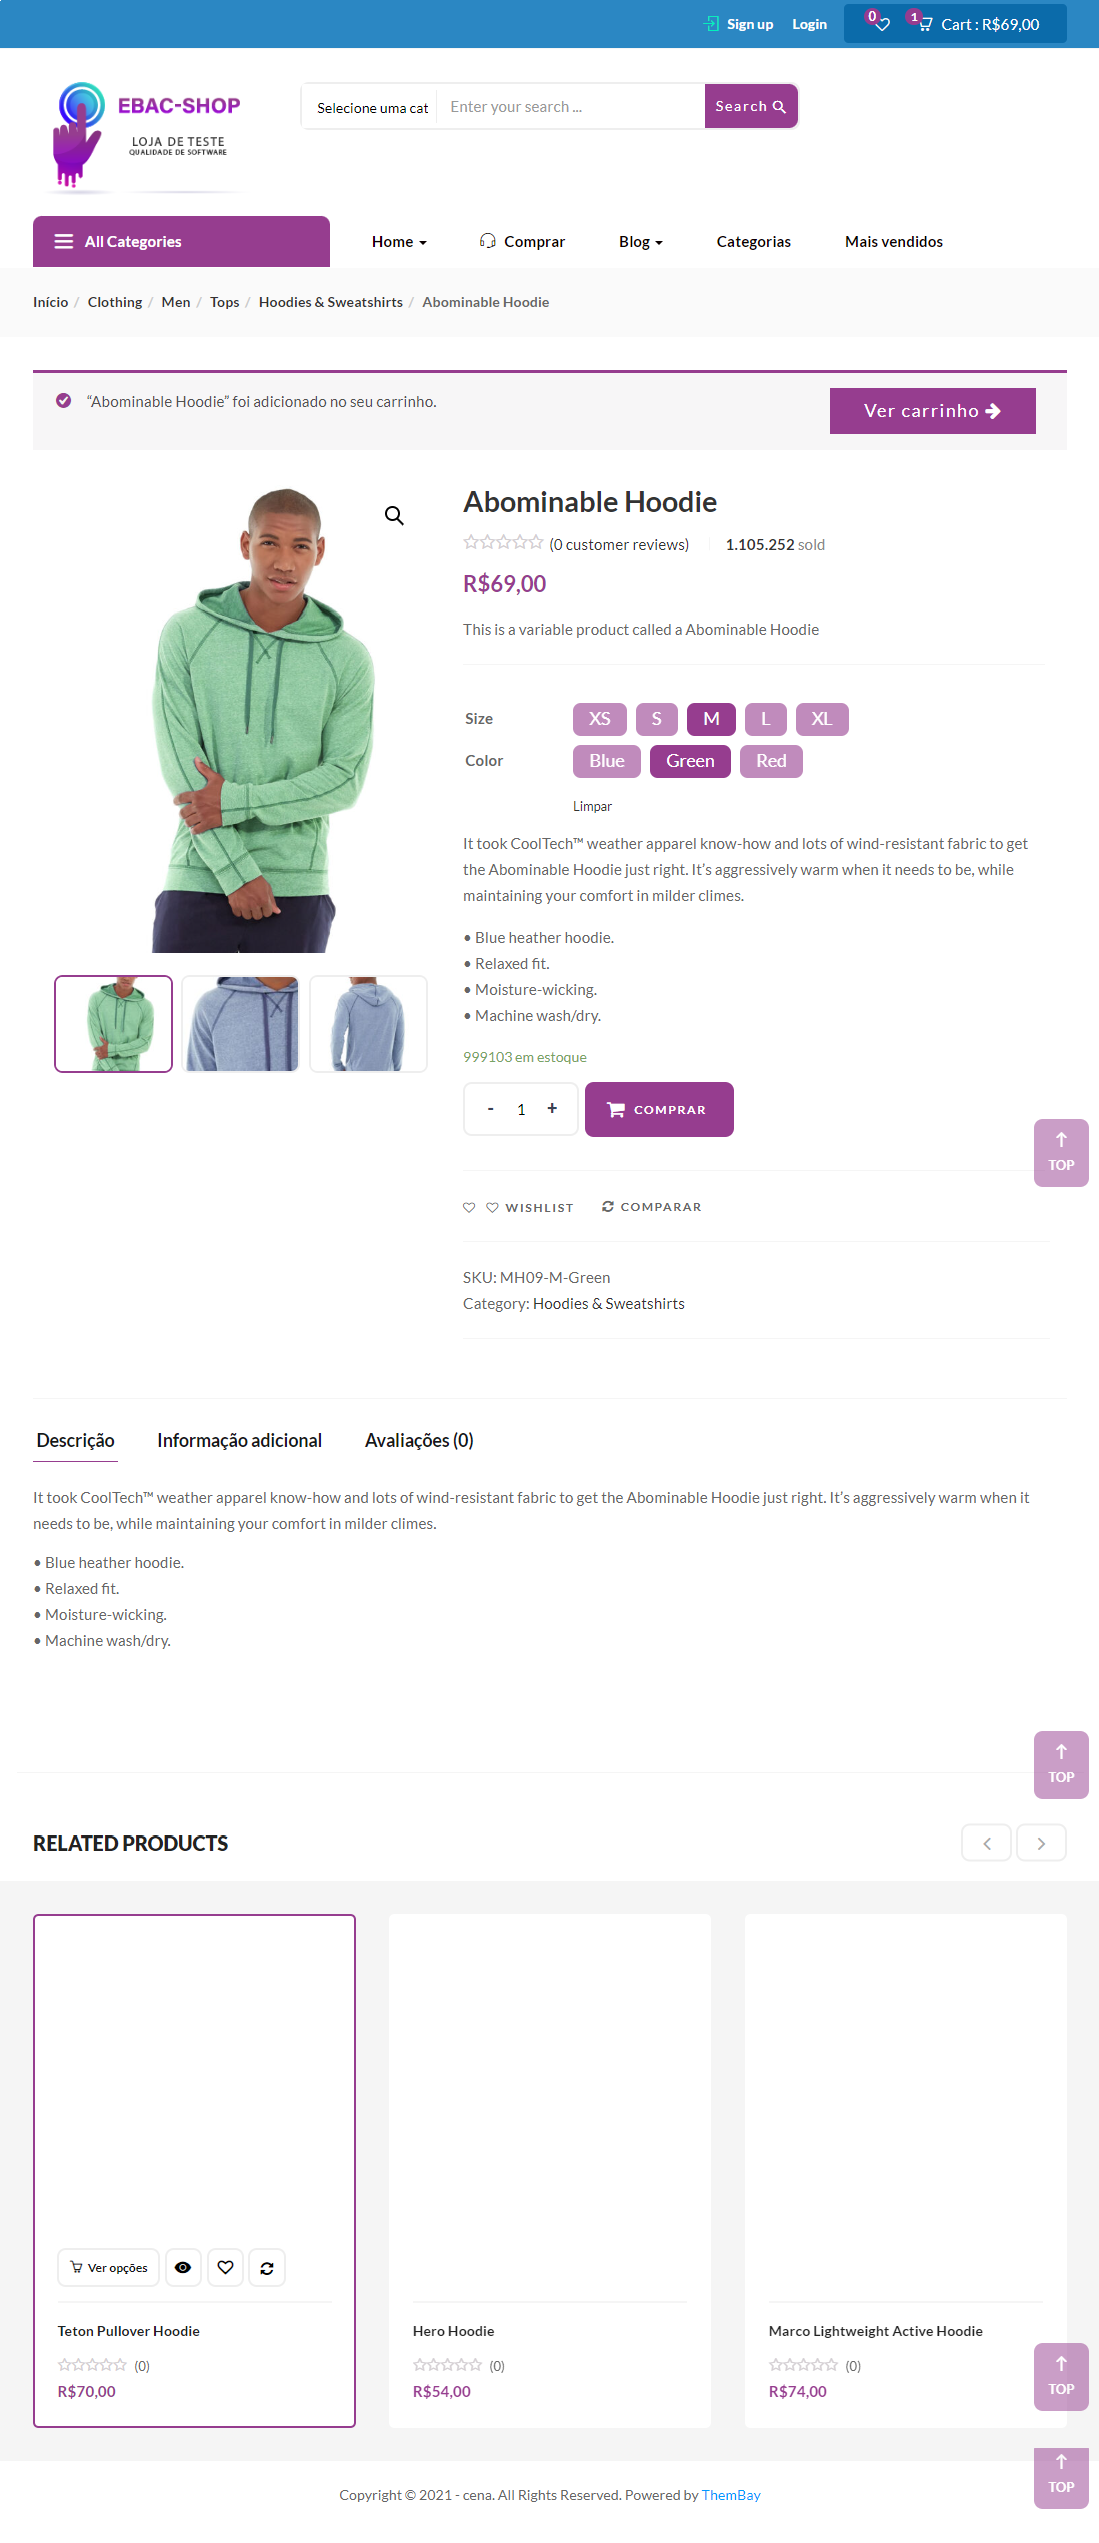 Sign up Login 0 1 Cart : R$69,00
EBAC-SHOP
LOJA DE TESTE
QUALIDADE DE SOFTWARE
Selecione uma cat Enter your search ... Search
All Categories Home Comprar Blog Categorias Mais vendidos
Início / Clothing / Men / Tops / Hoodies & Sweatshirts / Abominable Hoodie
“Abominable Hoodie” foi adicionado no seu carrinho. Ver carrinho
Abominable Hoodie
(0 customer reviews) 1.105.252 sold
R$69,00
This is a variable product called a Abominable Hoodie
Size XS S M L XL
Color Blue Green Red
Limpar
It took CoolTech™ weather apparel know-how and lots of wind-resistant fabric to get
the Abominable Hoodie just right. It’s aggressively warm when it needs to be, while
maintaining your comfort in milder climes.
• Blue heather hoodie.
• Relaxed fit.
• Moisture-wicking.
• Machine wash/dry.
999103 em estoque
- 1 + COMPRAR
TOP
WISHLIST COMPARAR
SKU: MH09-M-Green
Category: Hoodies & Sweatshirts
Descrição Informação adicional Avaliações (0)
It took CoolTech™ weather apparel know-how and lots of wind-resistant fabric to get the Abominable Hoodie just right. It’s aggressively warm when it
needs to be, while maintaining your comfort in milder climes.
• Blue heather hoodie.
• Relaxed fit.
• Moisture-wicking.
• Machine wash/dry.
TOP
RELATED PRODUCTS
Ver opções
Teton Pullover Hoodie Hero Hoodie Marco Lightweight Active Hoodie
(0) (0) (0)
R$70,00 R$54,00 R$74,00
TOP
Copyright © 2021 - cena. All Rights Reserved. Powered by ThemBay
TOP